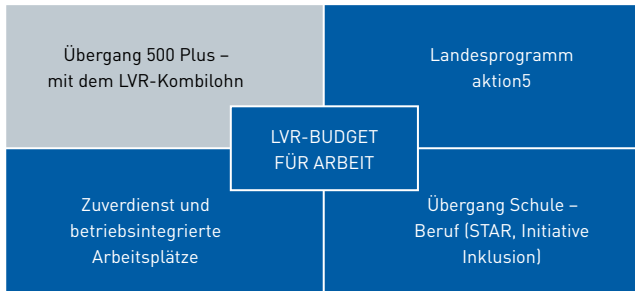 Übergang 500 Plus –
mit dem LVR-Kombilohn
Landesprogramm
aktion5
LVR-BUDGET
FÜR ARBEIT
Zuverdienst und
betriebsintegrierte
Arbeitsplätze
Übergang Schule –
Beruf (STAR, Initiative
Inklusion)